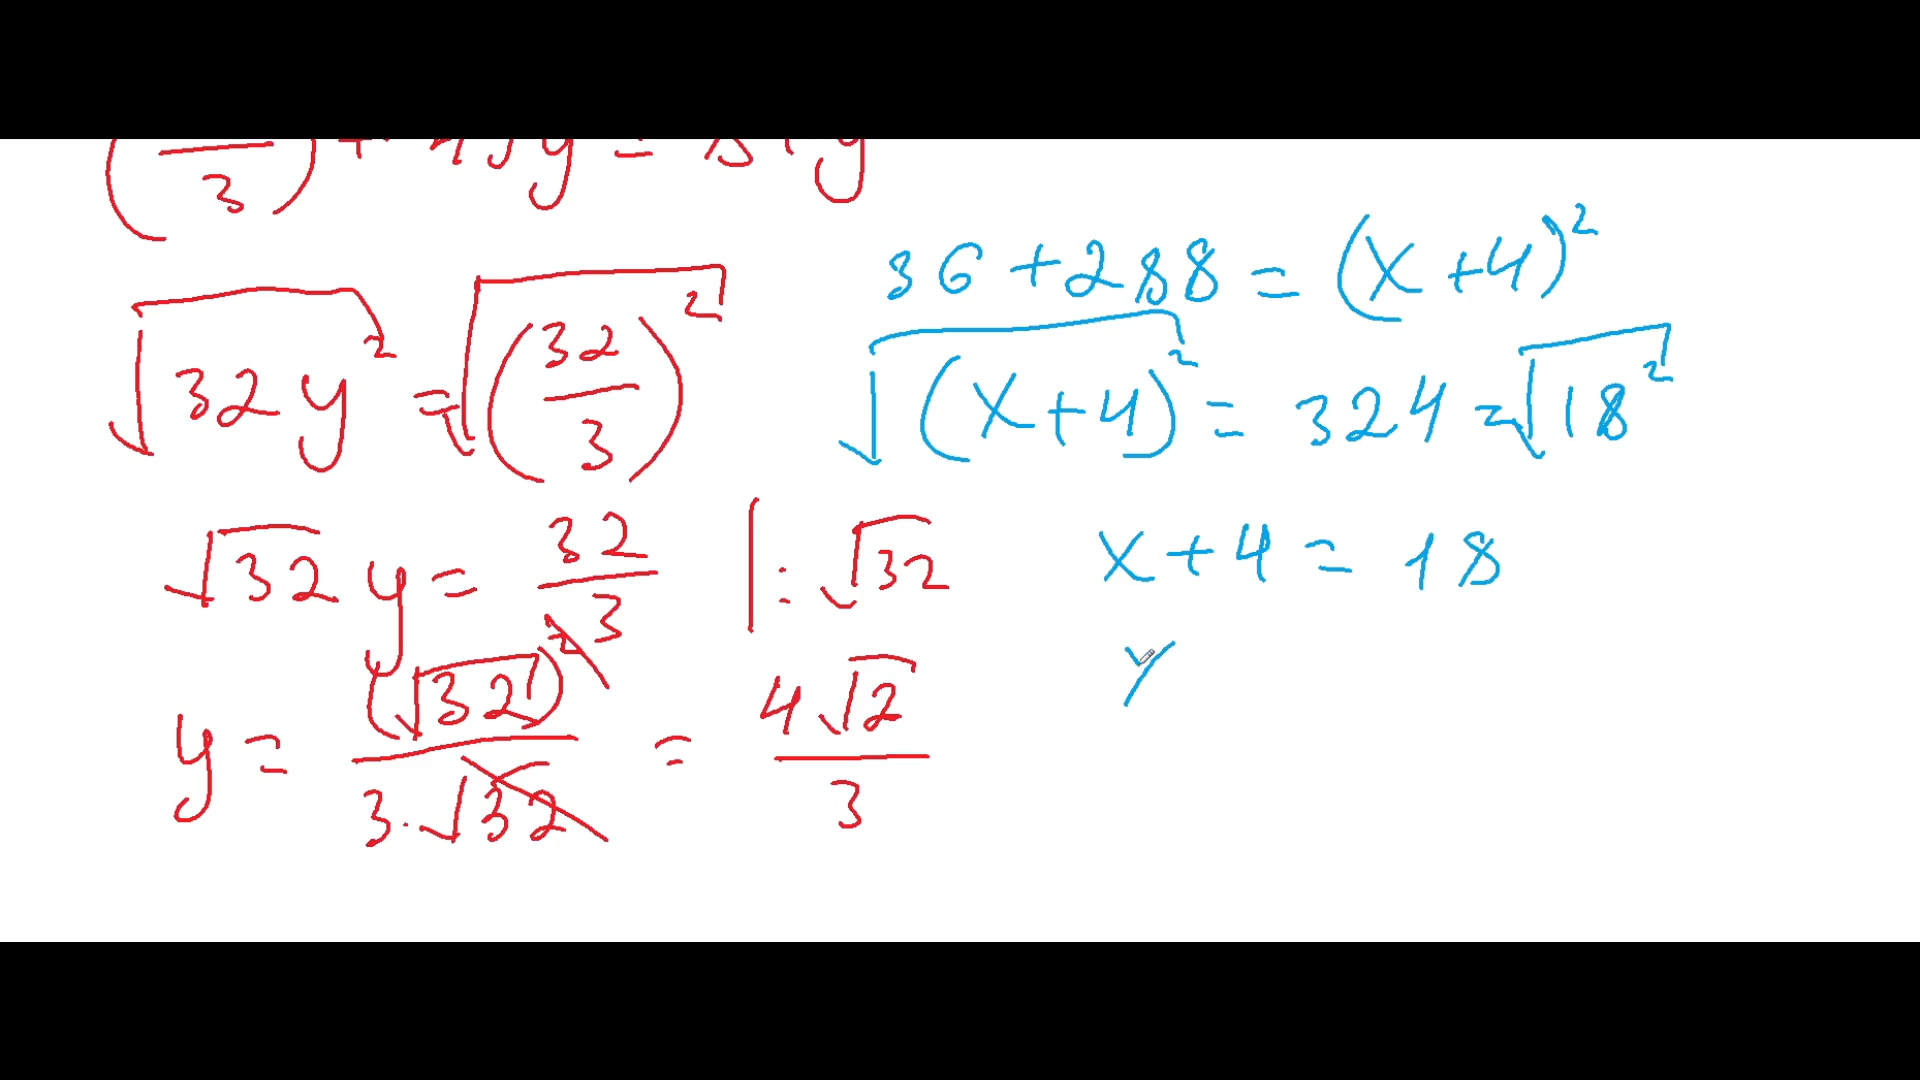 3
√32y² = √(32/3)²
√32 y = 32/3 | : √32
y = (√32)²/3·√32 = 4√2/3
36 + 288 = (x+4)²
√(x+4)² = 324 = √18²
x + 4 = 18